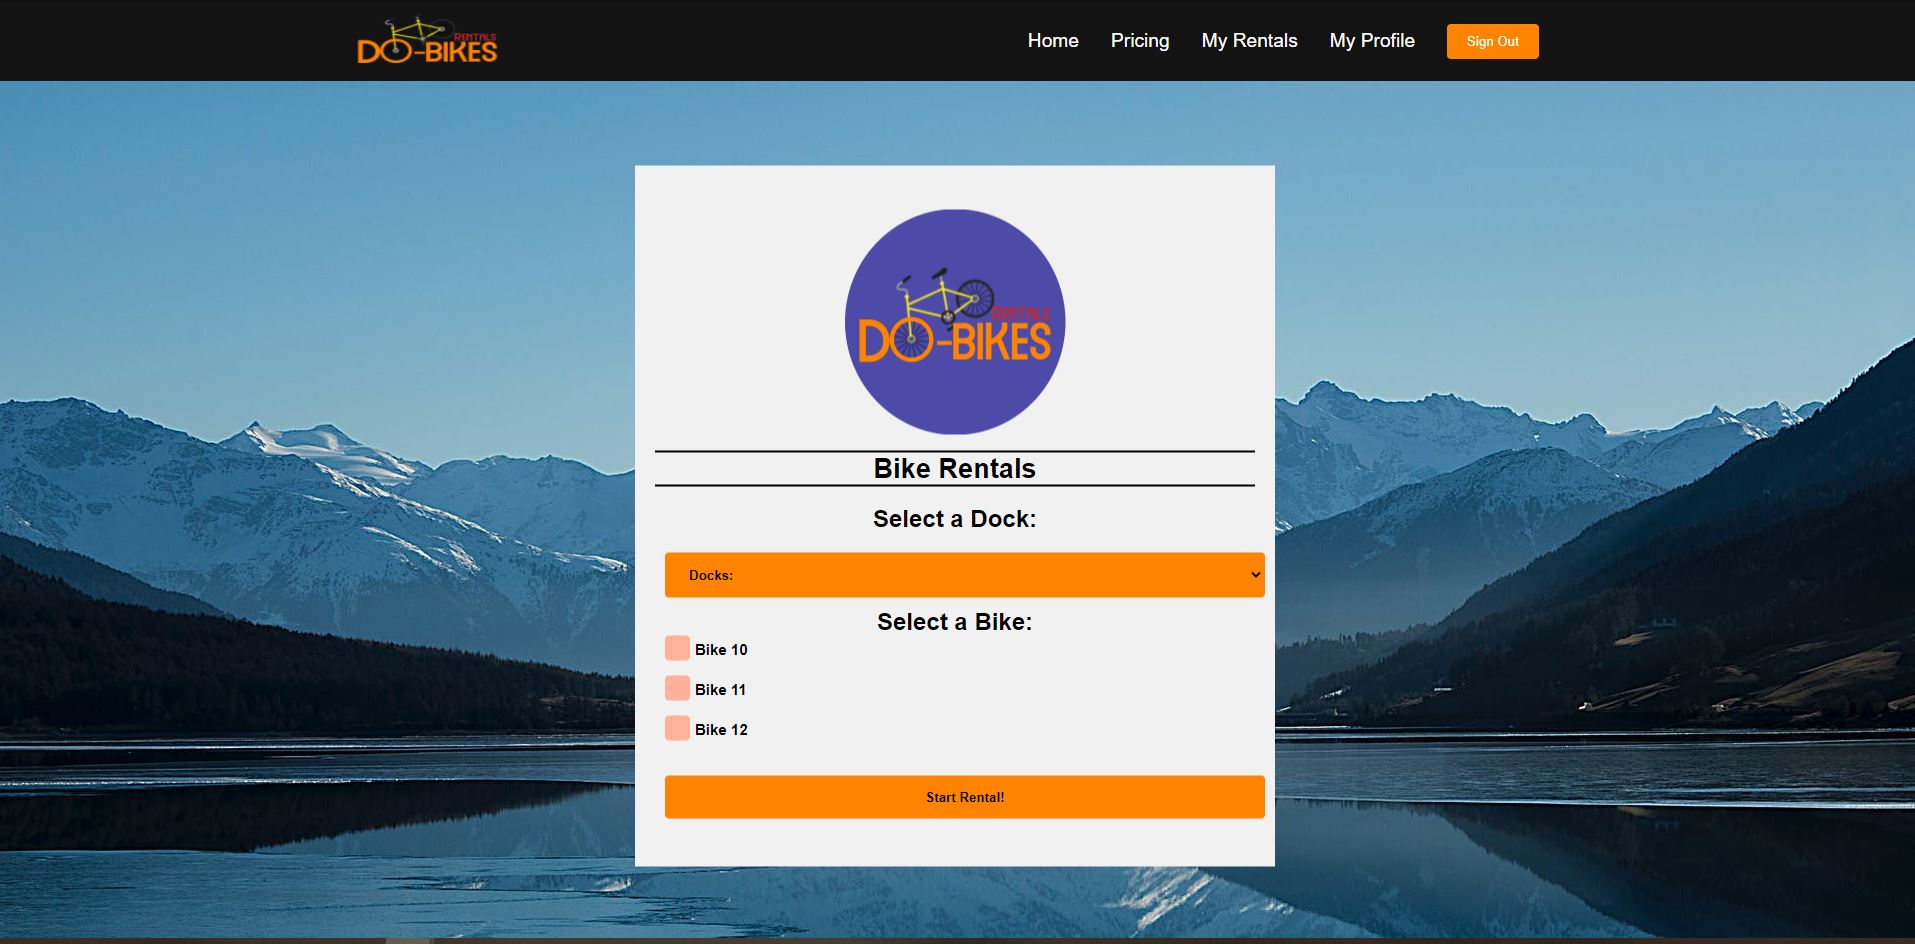 RENTALS
DO-BIKES
Home Pricing My Rentals My Profile Sign Out
RENTALS
DO-BIKES
Bike Rentals
Select a Dock:
Docks:
Select a Bike:
Bike 10
Bike 11
Bike 12
Start Rental!